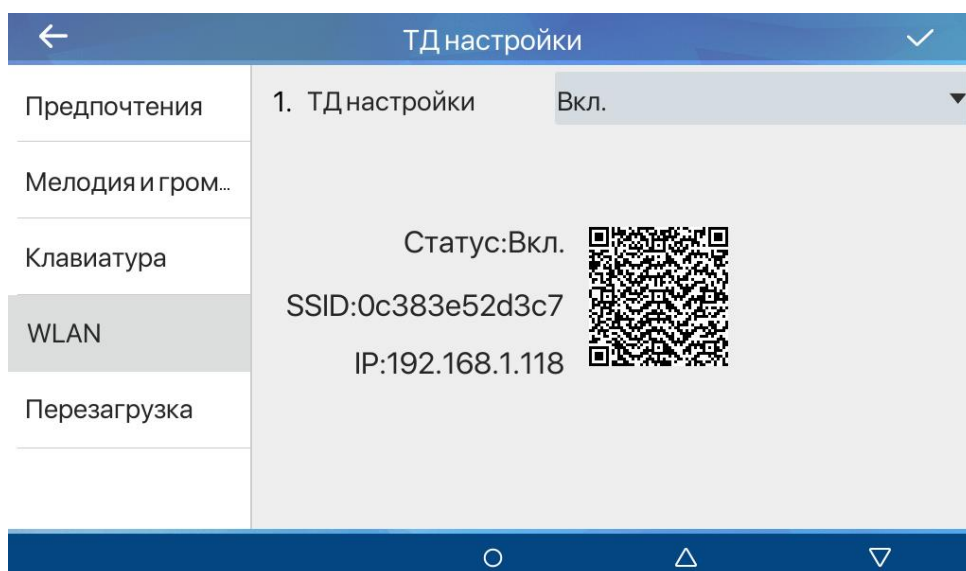 ТД настройки
Предпочтения
Мелодия и гром...
Клавиатура
WLAN
Перезагрузка
1. ТД настройки Вкл.
Статус:Вкл.
SSID:0c383e52d3c7
IP:192.168.1.118